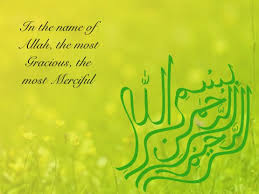 In the name of
Allah, the most
Gracious, the
most Merciful
بسم الله الرحمن الرحيم